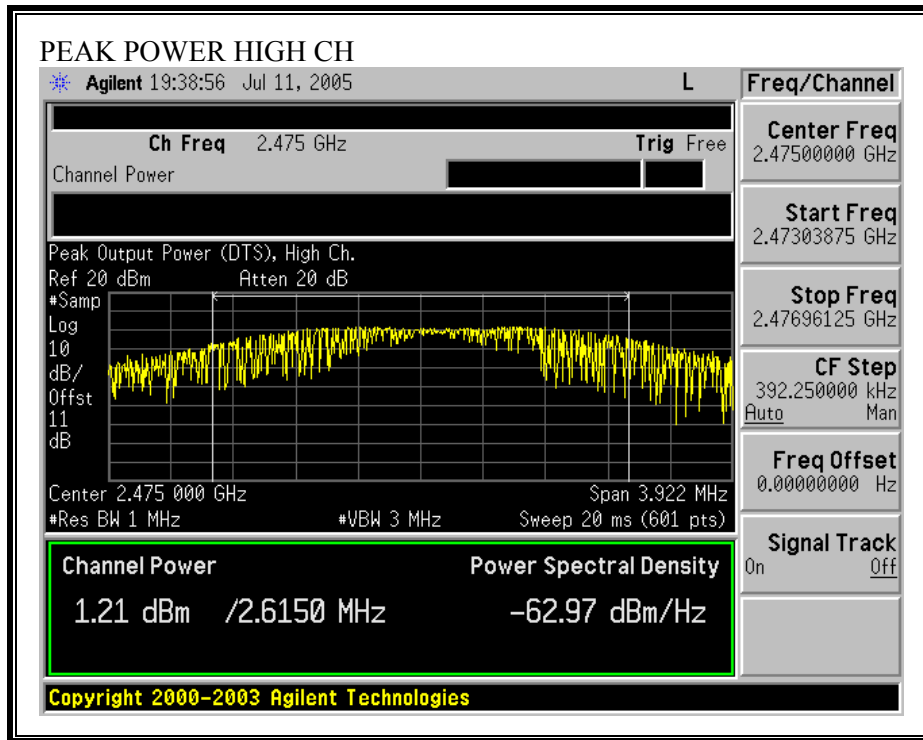 PEAK POWER HIGH CH
Agilent 19:38:56 Jul 11, 2005 L Freq/Channel
Ch Freq 2.475 GHz Trig Free
Channel Power
Center Freq
2.47500000 GHz
Start Freq
2.47303875 GHz
Stop Freq
2.47696125 GHz
CF Step
392.250000 kHz
Auto Man
Freq Offset
0.00000000 Hz
Signal Track
On Off
Peak Output Power (DTS), High Ch.
Ref 20 dBm Atten 20 dB
#Samp
Log
10
dB/
Offst
11
dB
Center 2.475 000 GHz Span 3.922 MHz
#Res BW 1 MHz #VBW 3 MHz Sweep 20 ms (601 pts)
Channel Power Power Spectral Density
1.21 dBm /2.6150 MHz -62.97 dBm/Hz
Copyright 2000-2003 Agilent Technologies